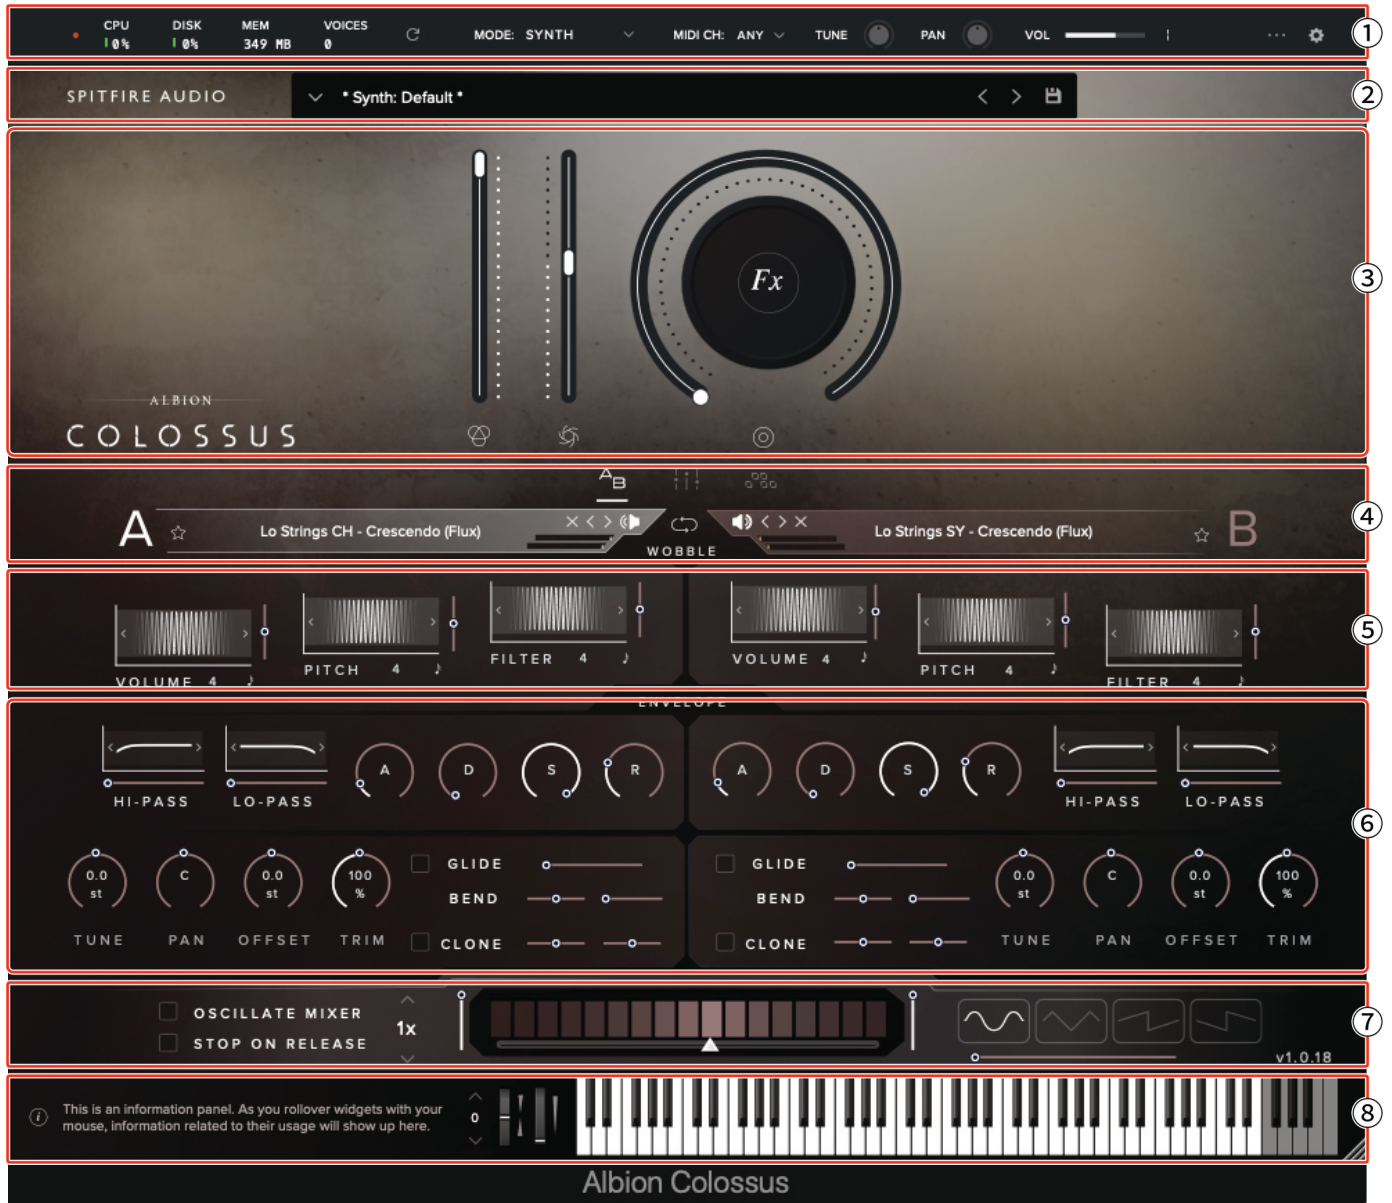 CPU DISK MEM VOICES
0% 0% 349 MB 0
MODE: SYNTH MIDI CH: ANY TUNE PAN VOL ... ①
SPITFIRE AUDIO * Synth: Default * ②
Fx ③
ALBION
COLOSSUS
A B
A Lo Strings CH - Crescendo (Flux) Lo Strings SY - Crescendo (Flux) B ④
WOBBLE
⑤
VOLUME 4 PITCH 4 FILTER 4 VOLUME 4 PITCH 4 FILTER 4
ENVELOPE
A D S R A D S R
HI-PASS LO-PASS HI-PASS LO-PASS
⑥
0.0 st C 0.0 st 100 % GLIDE GLIDE 0.0 st C 0.0 st 100 %
BEND BEND
TUNE PAN OFFSET TRIM CLONE CLONE TUNE PAN OFFSET TRIM
OSCILLATE MIXER
1x ⑦
STOP ON RELEASE
v1.0.18
This is an information panel. As you rollover widgets with your
mouse, information related to their usage will show up here.
0 ⑧
Albion Colossus